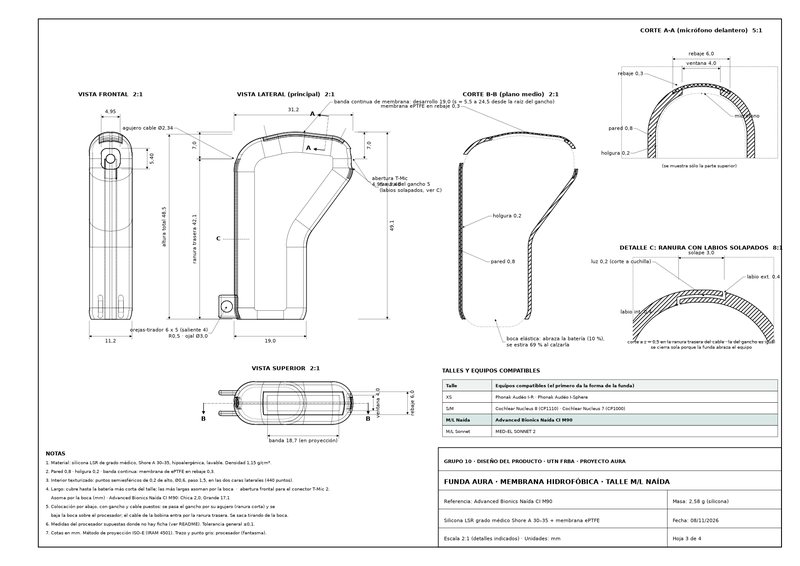 CORTE A-A (micrófono delantero)  5:1
rebaje 6,0
ventana 4,0
rebaje 0,3
micrófono
pared 0,8
holgura 0,2
(se muestra sólo la parte superior)
VISTA FRONTAL  2:1
4,95
5,40
11,2
VISTA LATERAL (principal)  2:1
31,2
banda continua de membrana: desarrollo 19,0 (s = 5,5 a 24,5 desde la raíz del gancho)
agujero cable Ø2,34
A
A
7,0
7,0
abertura T-Mic
(labios solapados, ver C)
altura total 48,5
ranura trasera 42,1
49,1
C
orejas-tirador 6 x 5 (saliente 4)
R0,5 · ojal Ø3,0
19,0
CORTE B-B (plano medio)  2:1
membrana ePTFE en rebaje 0,3
holgura 0,2
pared 0,8
boca elástica: abraza la batería (10 %),
se estira 69 % al calzarla
DETALLE C: RANURA CON LABIOS SOLAPADOS  8:1
solape 3,0
luz 0,2 (corte a cuchilla)
labio ext. 0,4
labio int.
corte a z = 0,5 en la ranura trasera del cable · la del gancho es igual
se cierra sola porque la funda abraza el equipo
VISTA SUPERIOR  2:1
B
B
ventana 4,0
rebaje 6,0
banda 18,7 (en proyección)
TALLES Y EQUIPOS COMPATIBLES
Talle  Equipos compatibles (el primero da la forma de la funda)
XS  Phonak Audéo I-R · Phonak Audéo I-Sphere
S/M  Cochlear Nucleus 8 (CP1110) · Cochlear Nucleus 7 (CP1000)
M/L Naída  Advanced Bionics Naída CI M90
M/L Sonnet  MED-EL SONNET 2
NOTAS
1. Material: silicona LSR de grado médico, Shore A 30–35, hipoalergénica, lavable. Densidad 1,15 g/cm³.
2. Pared 0,8 · holgura 0,2 · banda continua: membrana de ePTFE en rebaje 0,3.
3. Interior texturizado: puntos semiesféricos de 0,2 de alto, Ø0,6, paso 1,5, en las dos caras laterales (440 puntos).
4. Largo: cubre hasta la batería más corta del talle; las más largas asoman por la boca · abertura frontal para el conector T-Mic 2.
Asoma por la boca (mm) · Advanced Bionics Naída CI M90: Chica 2,0, Grande 17,1
5. Colocación por abajo, con gancho y cable puestos: se pasa el gancho por su agujero (ranura corta) y se
baja la boca sobre el procesador; el cable de la bobina entra por la ranura trasera. Se saca tirando de la boca.
6. Medidas del procesador supuestas donde no hay ficha (ver README). Tolerancia general ±0,1.
7. Cotas en mm. Método de proyección ISO-E (IRAM 4501). Trazo y punto gris: procesador (fantasma).
GRUPO 10 · DISEÑO DEL PRODUCTO · UTN FRBA · PROYECTO AURA
FUNDA AURA · MEMBRANA HIDROFÓBICA · TALLE M/L NAÍDA
Referencia: Advanced Bionics Naída CI M90
Masa: 2,58 g (silicona)
Silicona LSR grado médico Shore A 30–35 + membrana ePTFE
Fecha: 08/11/2026
Escala 2:1 (detalles indicados) · Unidades: mm
Hoja 3 de 4